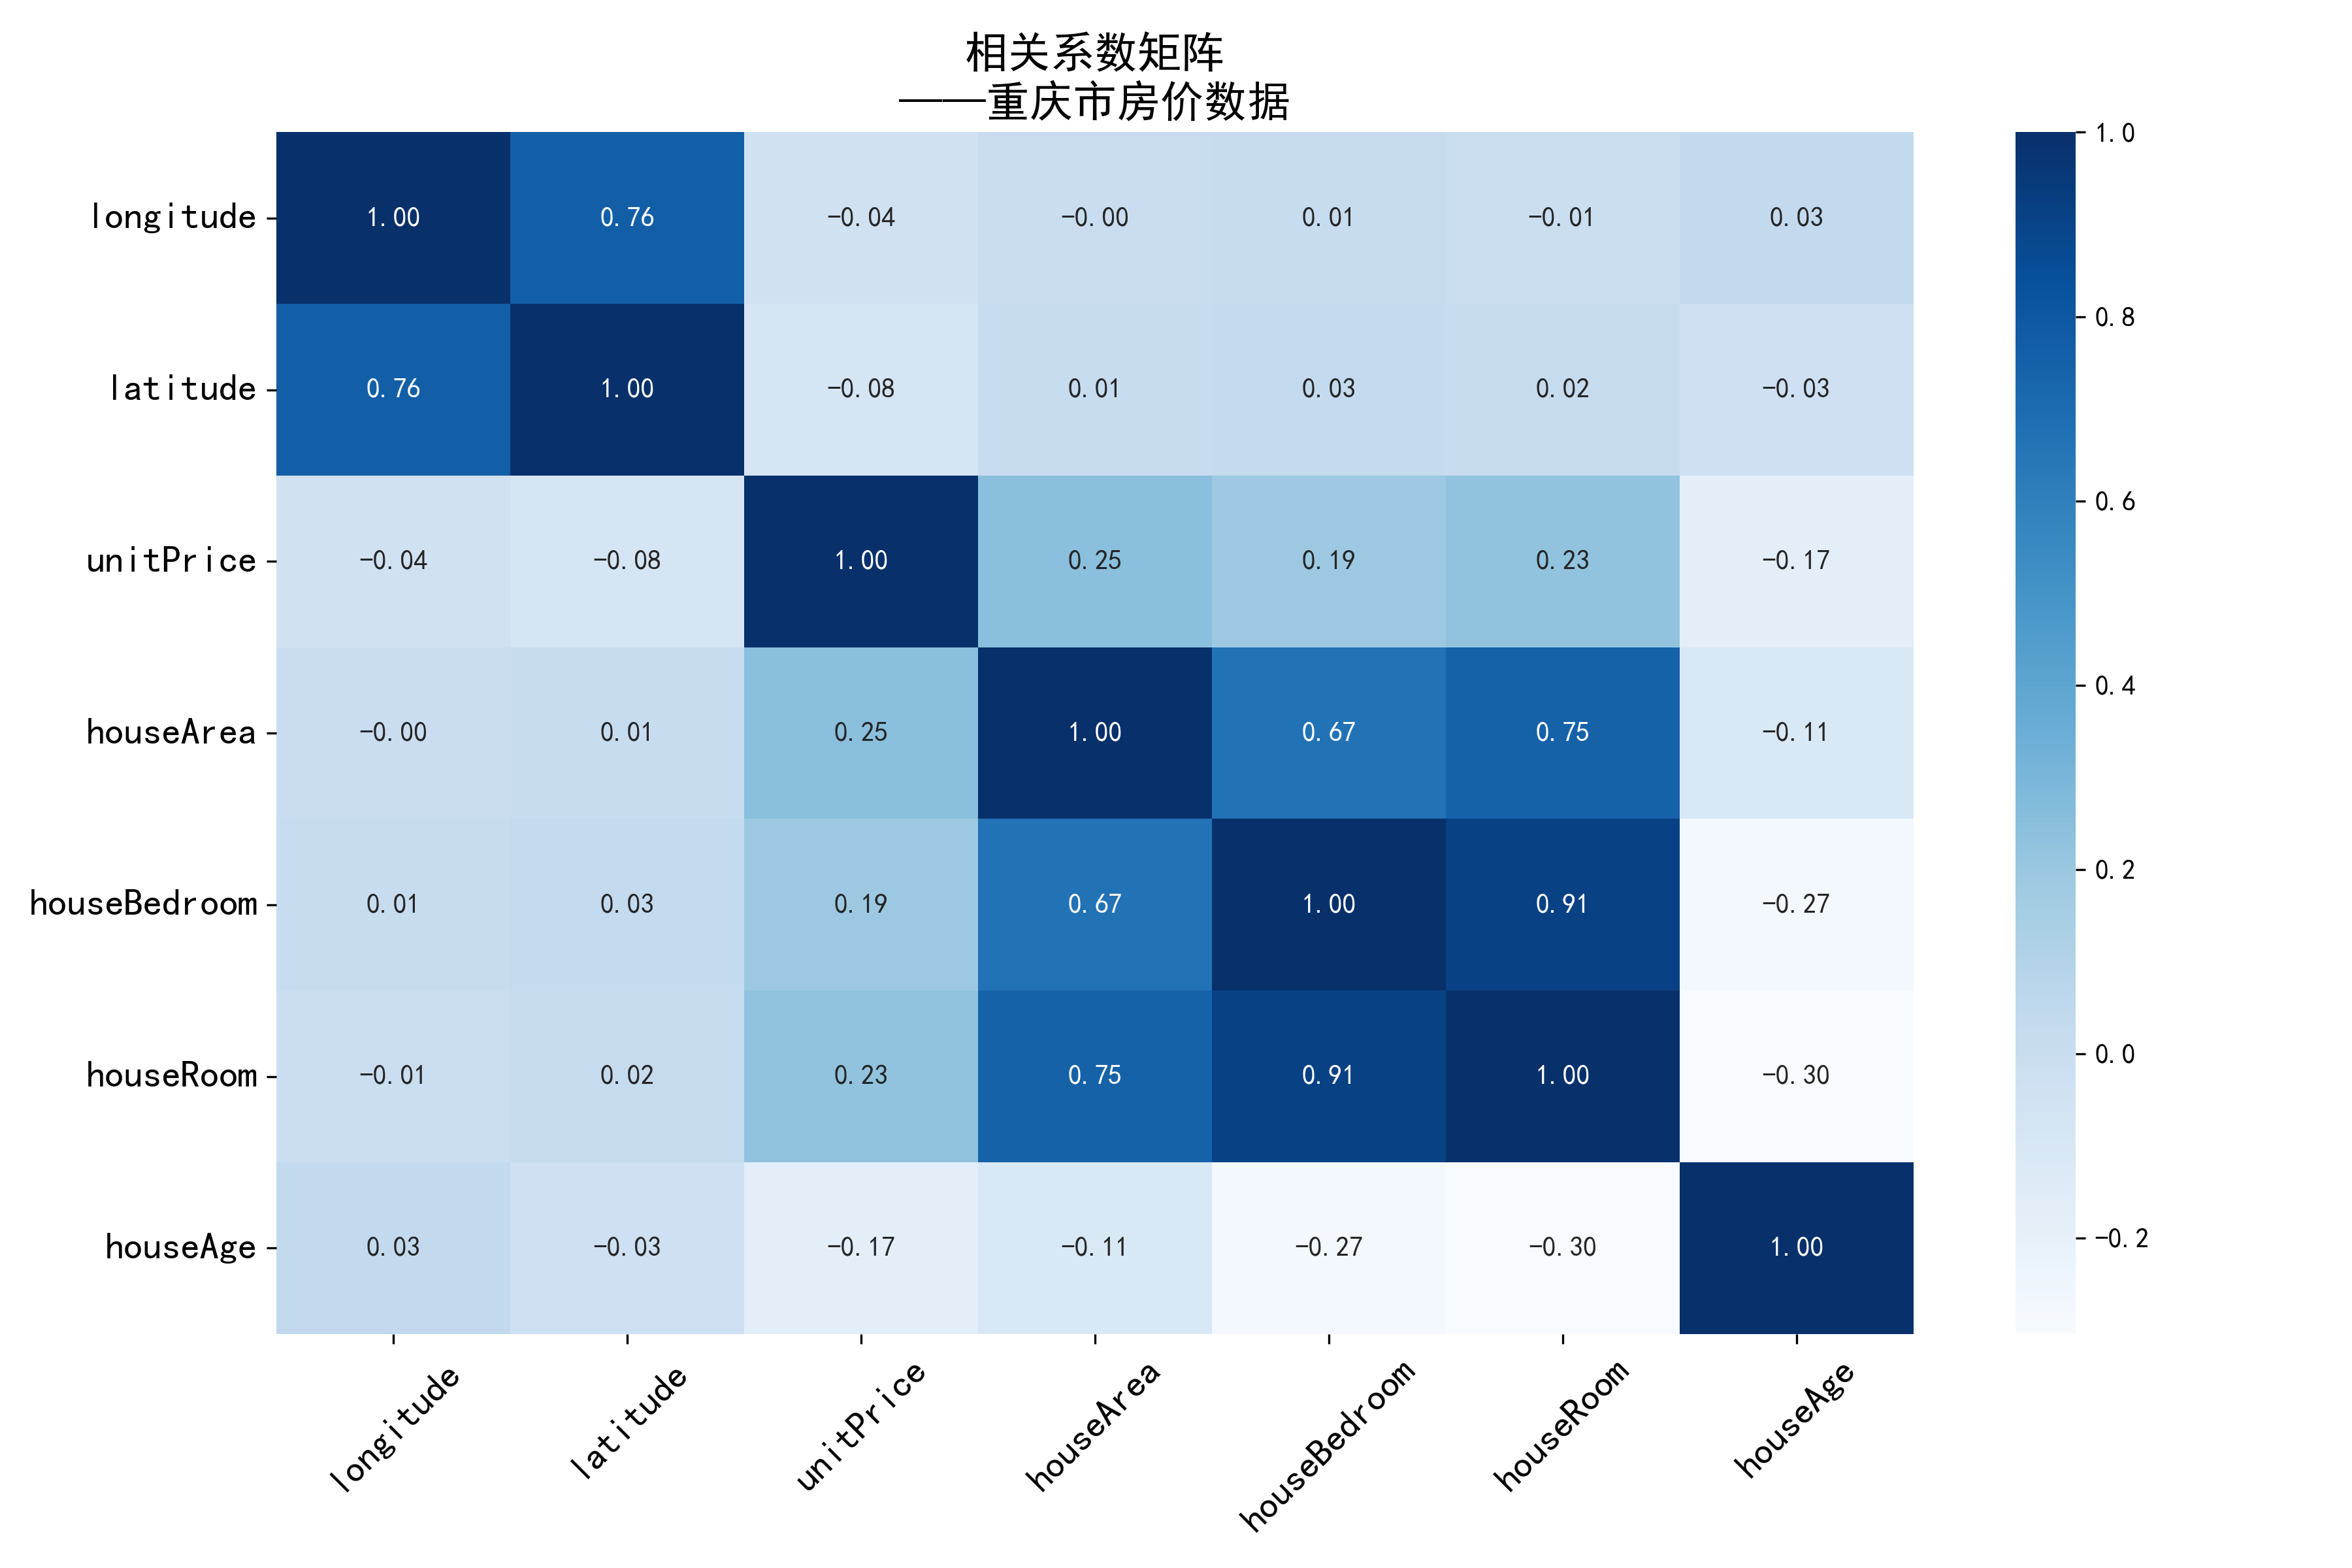 相关系数矩阵
——重庆市房价数据
longitude 1.00 0.76 -0.04 -0.00 0.01 -0.01 0.03
latitude 0.76 1.00 -0.08 0.01 0.03 0.02 -0.03
unitPrice -0.04 -0.08 1.00 0.25 0.19 0.23 -0.17
houseArea -0.00 0.01 0.25 1.00 0.67 0.75 -0.11
houseBedroom 0.01 0.03 0.19 0.67 1.00 0.91 -0.27
houseRoom -0.01 0.02 0.23 0.75 0.91 1.00 -0.30
houseAge 0.03 -0.03 -0.17 -0.11 -0.27 -0.30 1.00
longitude latitude unitPrice houseArea houseBedroom houseRoom houseAge
1.0
0.8
0.6
0.4
0.2
0.0
-0.2